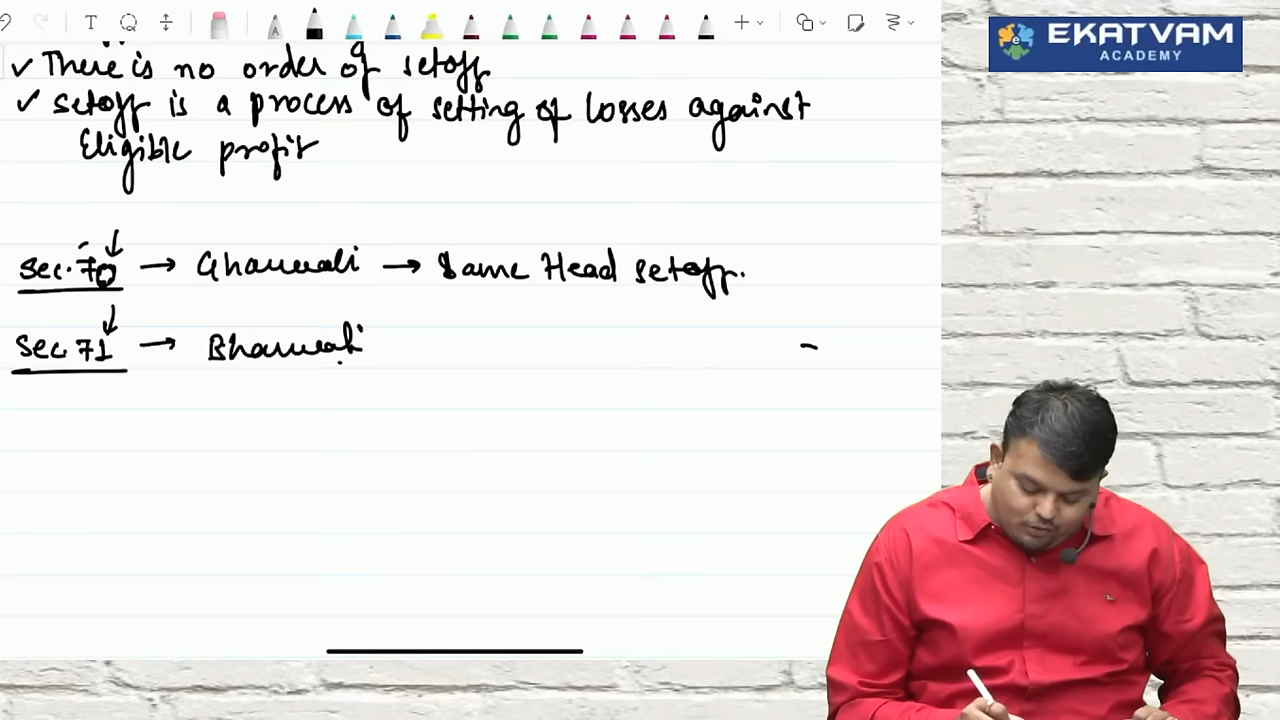 EKATVAM
ACADEMY
✓ There is no order of setoff
✓ setoff is a process of setting of losses against
Eligible profit
Sec. 70 → Gharwali → Same Head setoff.
Sec. 71 → Bharwali